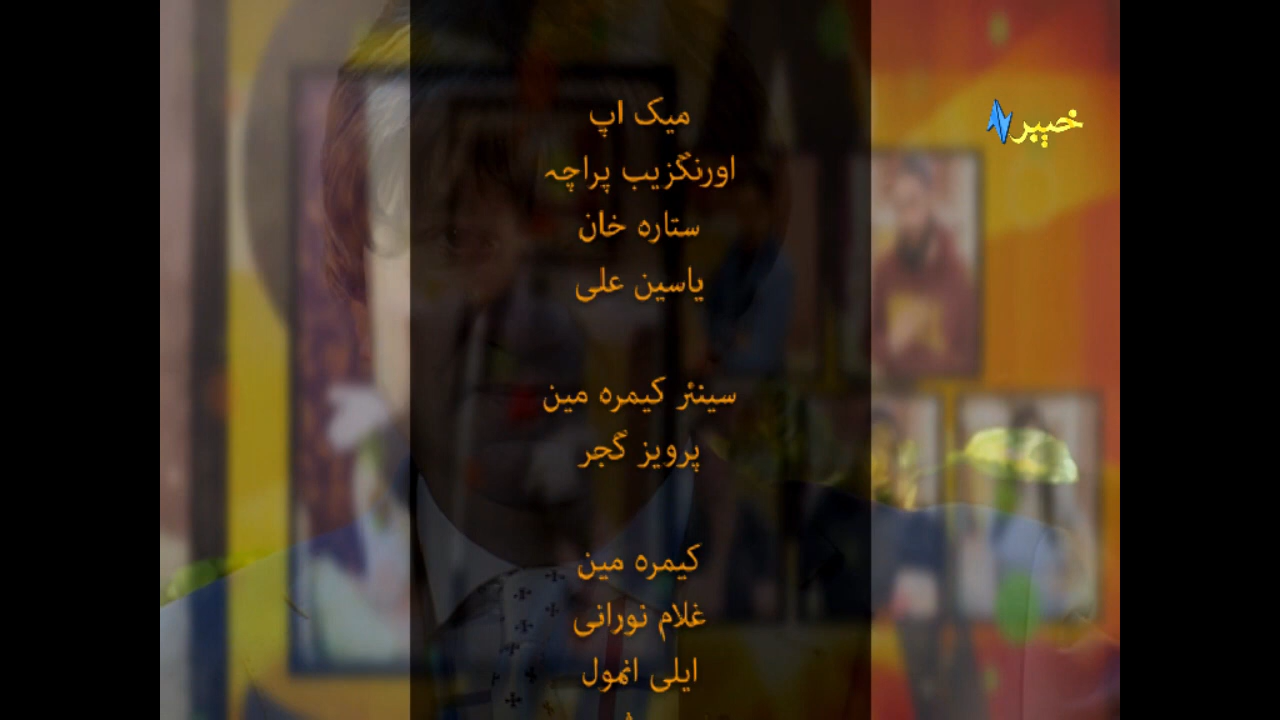 خیبر
میک اپ
اورنگزیب پراچہ
ستارہ خان
یاسین علی
سینئر کیمرہ مین
پرویز گجر
کیمرہ مین
غلام نورانی
ایلی انمول